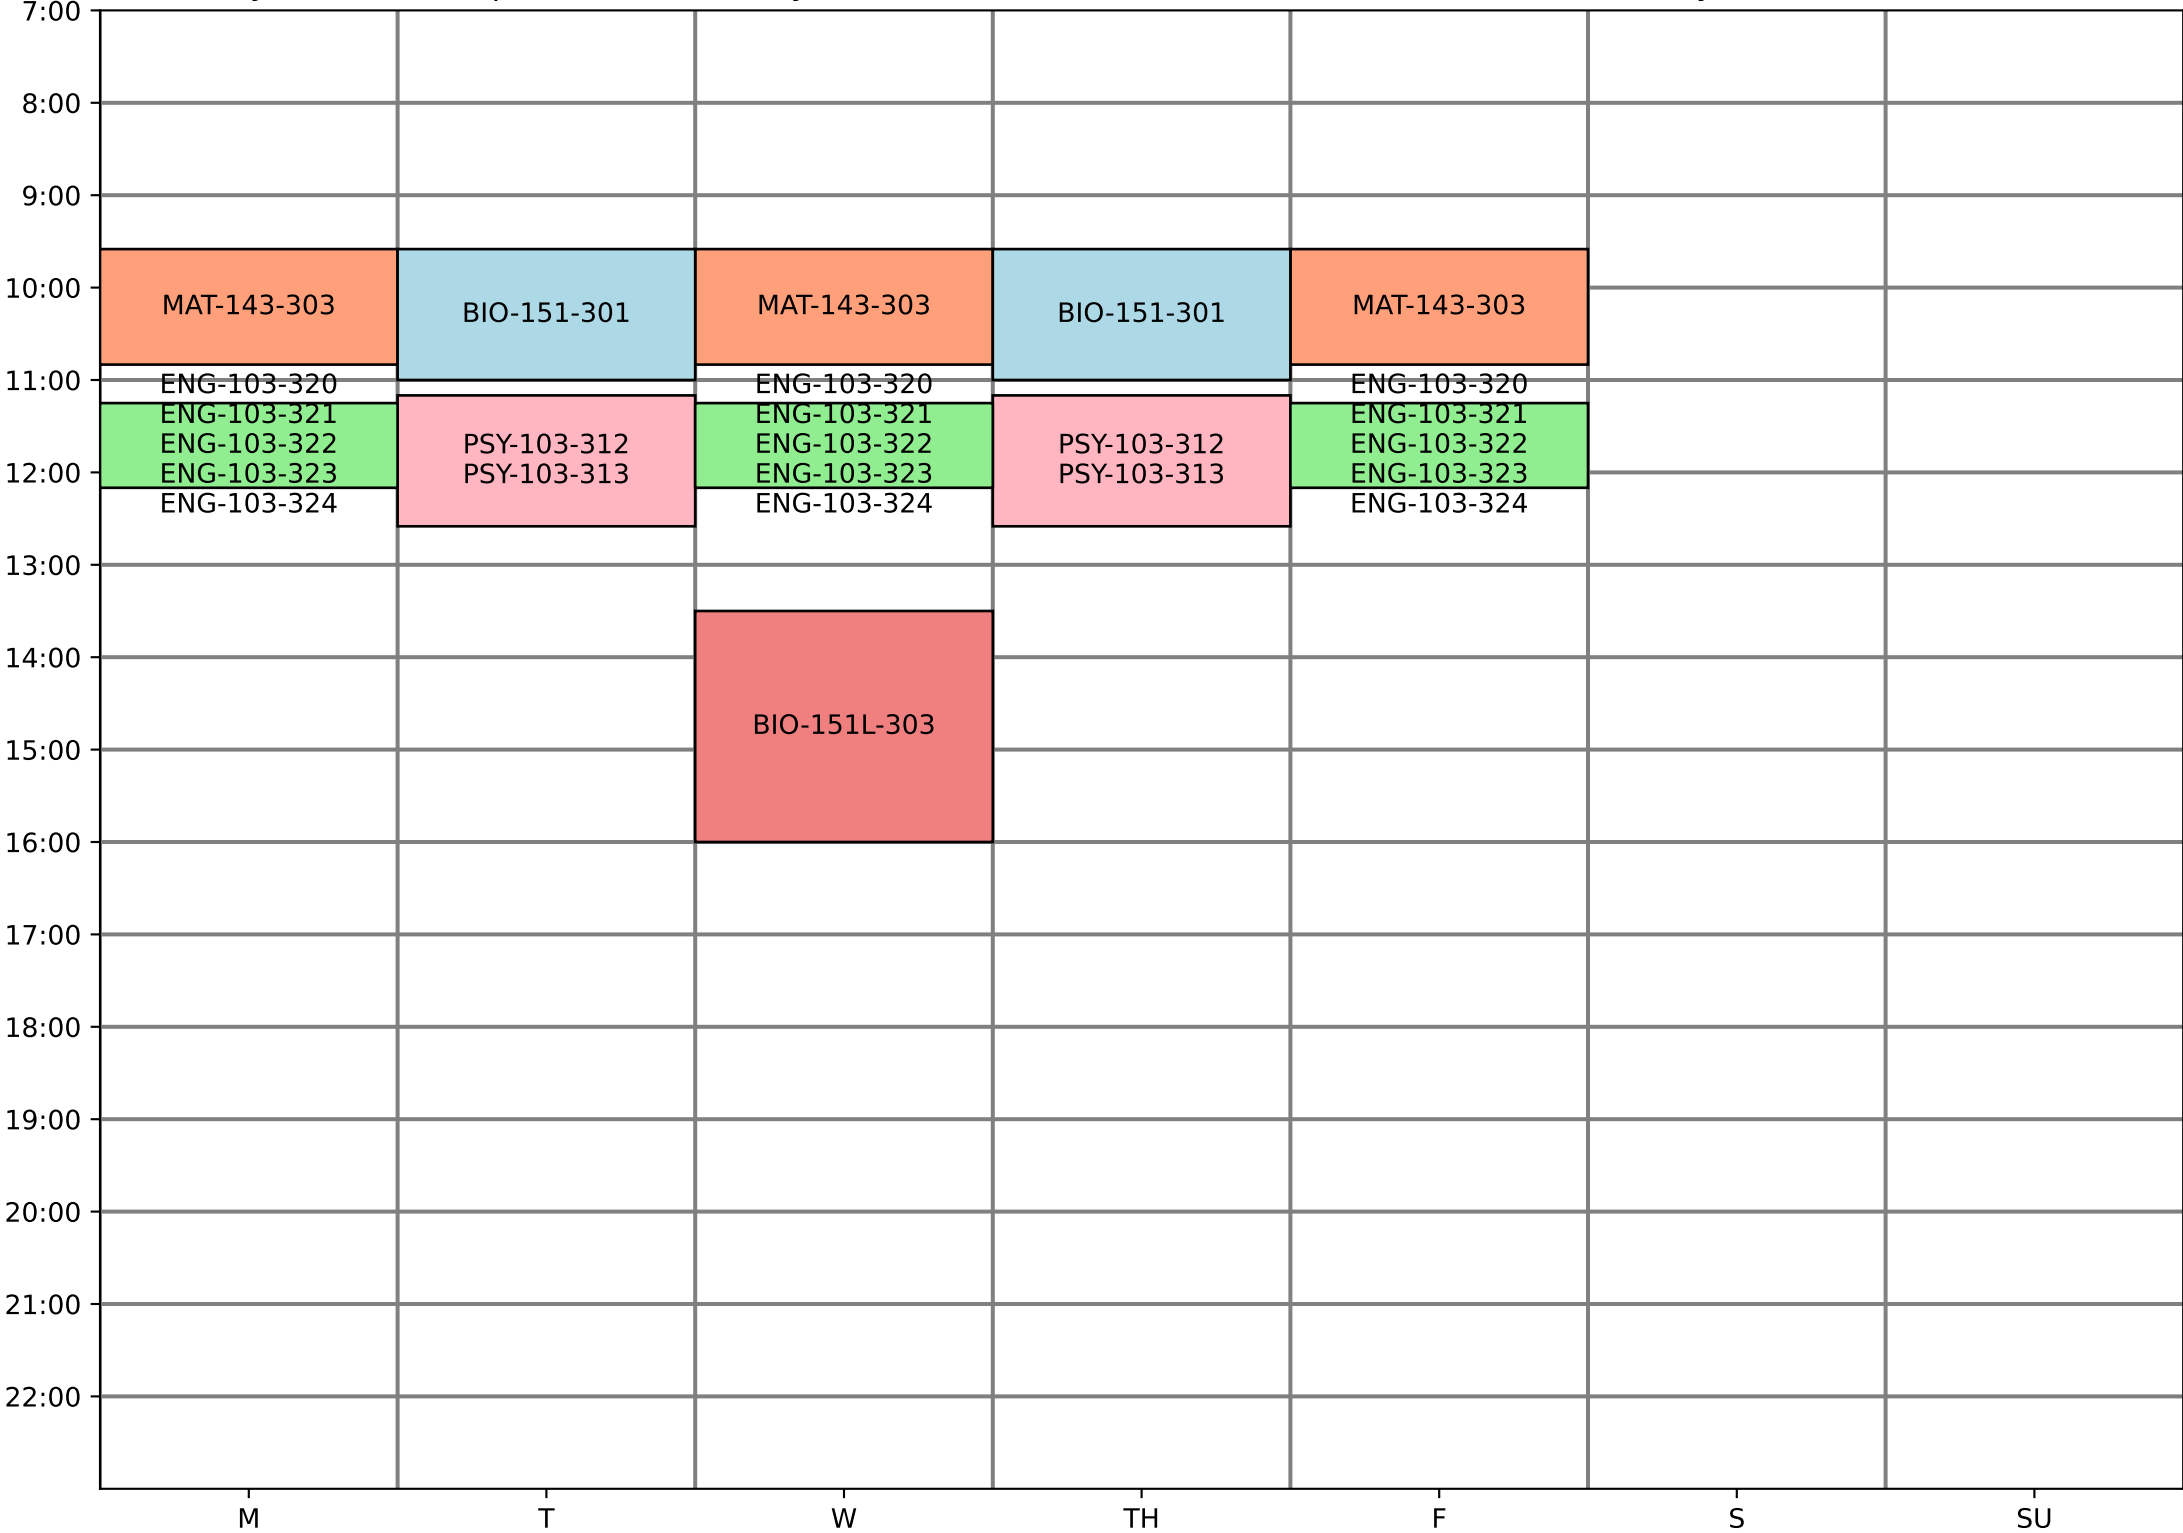 7:00
8:00
9:00
10:00
11:00
12:00
13:00
14:00
15:00
16:00
17:00
18:00
19:00
20:00
21:00
22:00
MAT-143-303
BIO-151-301
MAT-143-303
BIO-151-301
MAT-143-303
ENG-103-320
ENG-103-321
ENG-103-322
ENG-103-323
ENG-103-324
PSY-103-312
PSY-103-313
ENG-103-320
ENG-103-321
ENG-103-322
ENG-103-323
ENG-103-324
PSY-103-312
PSY-103-313
ENG-103-320
ENG-103-321
ENG-103-322
ENG-103-323
ENG-103-324
BIO-151L-303
M T W TH F S SU